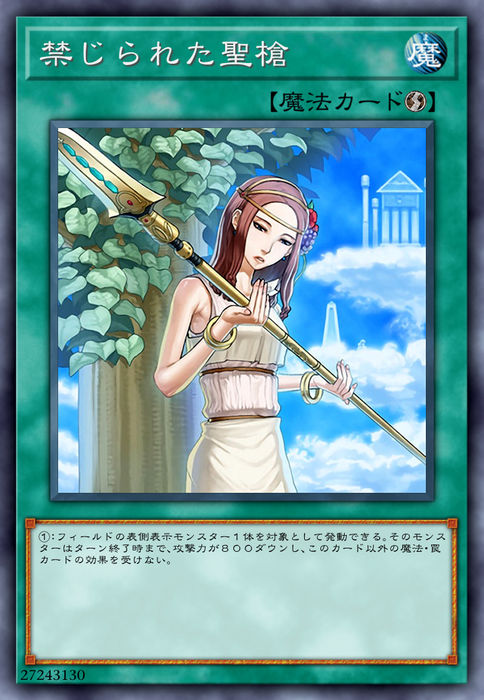 禁じられた聖槍
魔
【魔法カード】
①:フィールドの表側表示モンスター1体を対象として発動できる。そのモンス
ターはターン終了時まで、攻撃力が800ダウンし、このカード以外の魔法・罠
カードの効果を受けない。
27243130